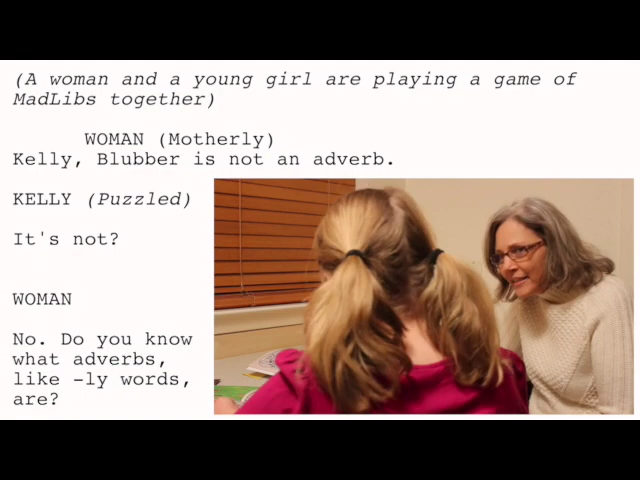 (A woman and a young girl are playing a game of
MadLibs together)
WOMAN (Motherly)
Kelly, Blubber is not an adverb.
KELLY (Puzzled)
It's not?
WOMAN
No. Do you know
what adverbs,
like -ly words,
are?